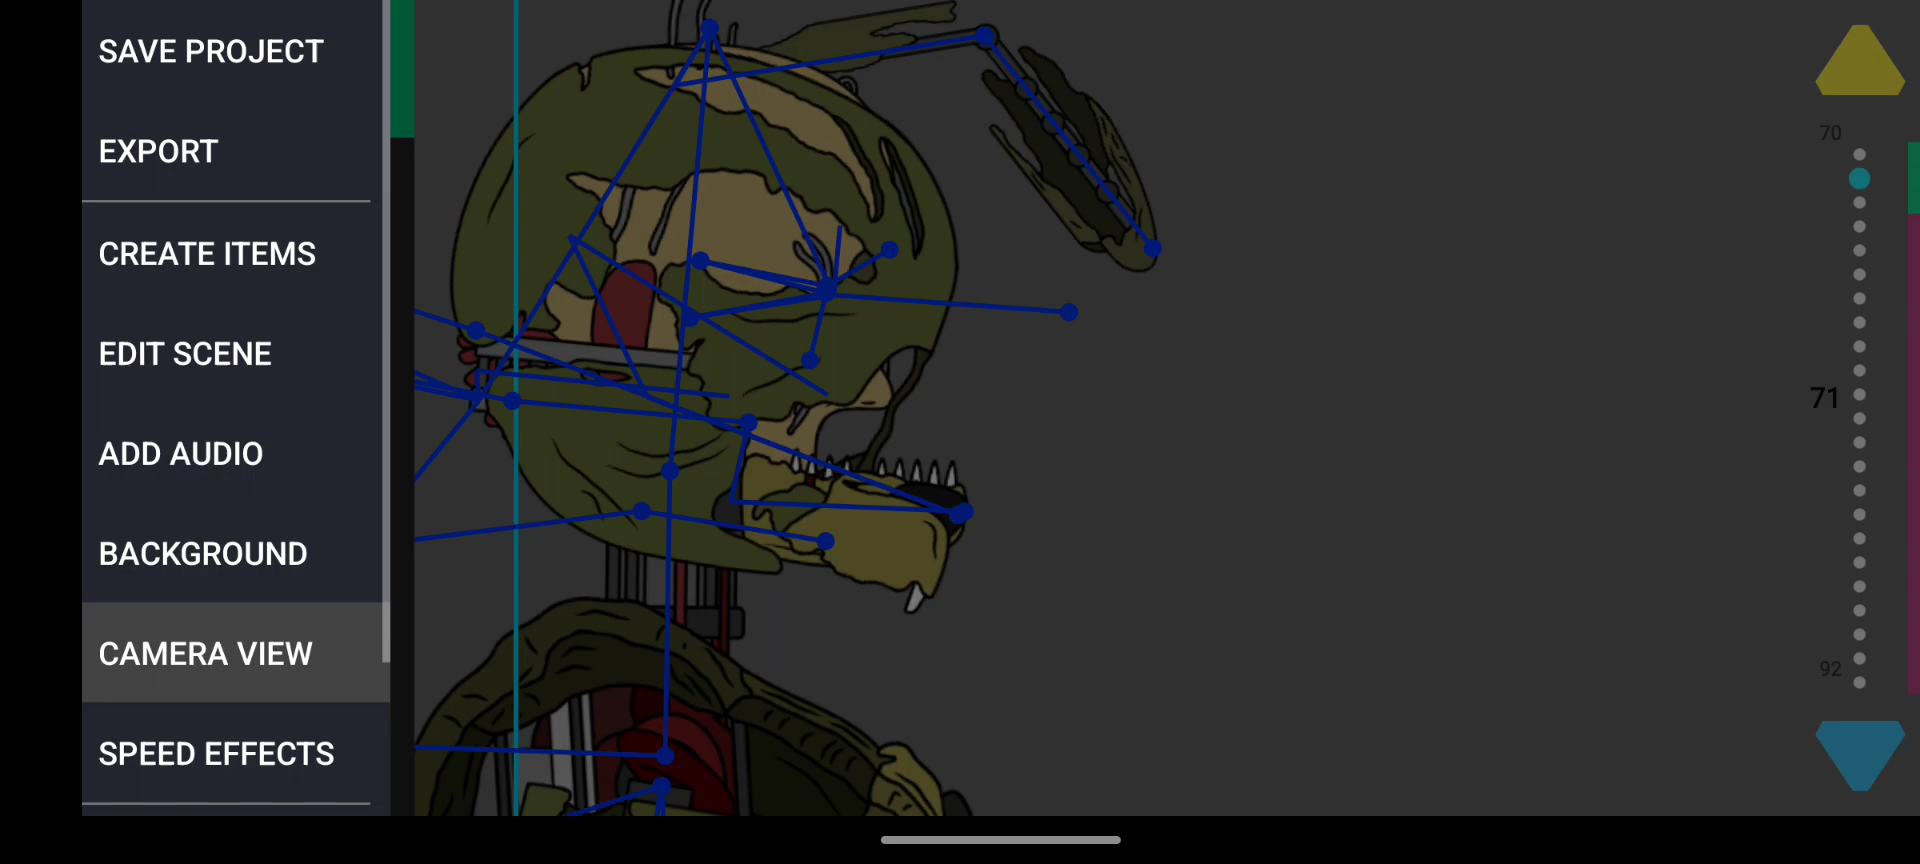 SAVE PROJECT
EXPORT
CREATE ITEMS
EDIT SCENE
ADD AUDIO
BACKGROUND
CAMERA VIEW
SPEED EFFECTS
70
71
92